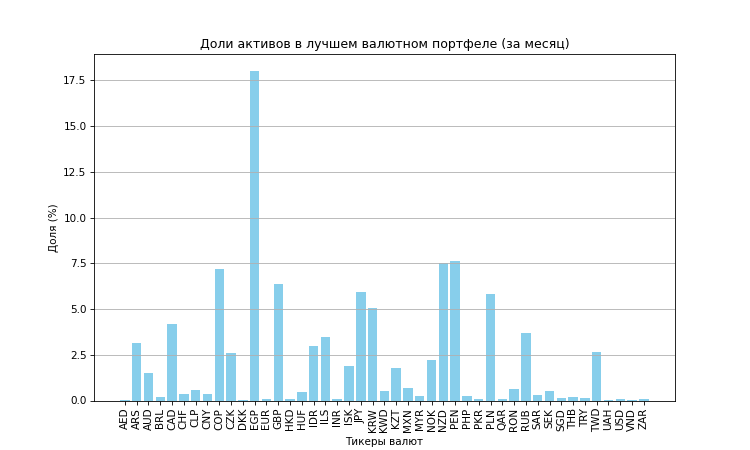 Доли активов в лучшем валютном портфеле (за месяц)
Доля (%)
17.5
15.0
12.5
10.0
7.5
5.0
2.5
0.0
AED ARS AUD BRL CAD CHF CLP CNY COP CZK DKK EGP EUR GBP HKD HUF IDR ILS INR ISK JPY KRW KWD KZT MXN MYR NOK NZD PEN PHP PKR PLN QAR RON RUB SAR SEK SGD THB TRY TWD UAH USD VND ZAR
Тикеры валют